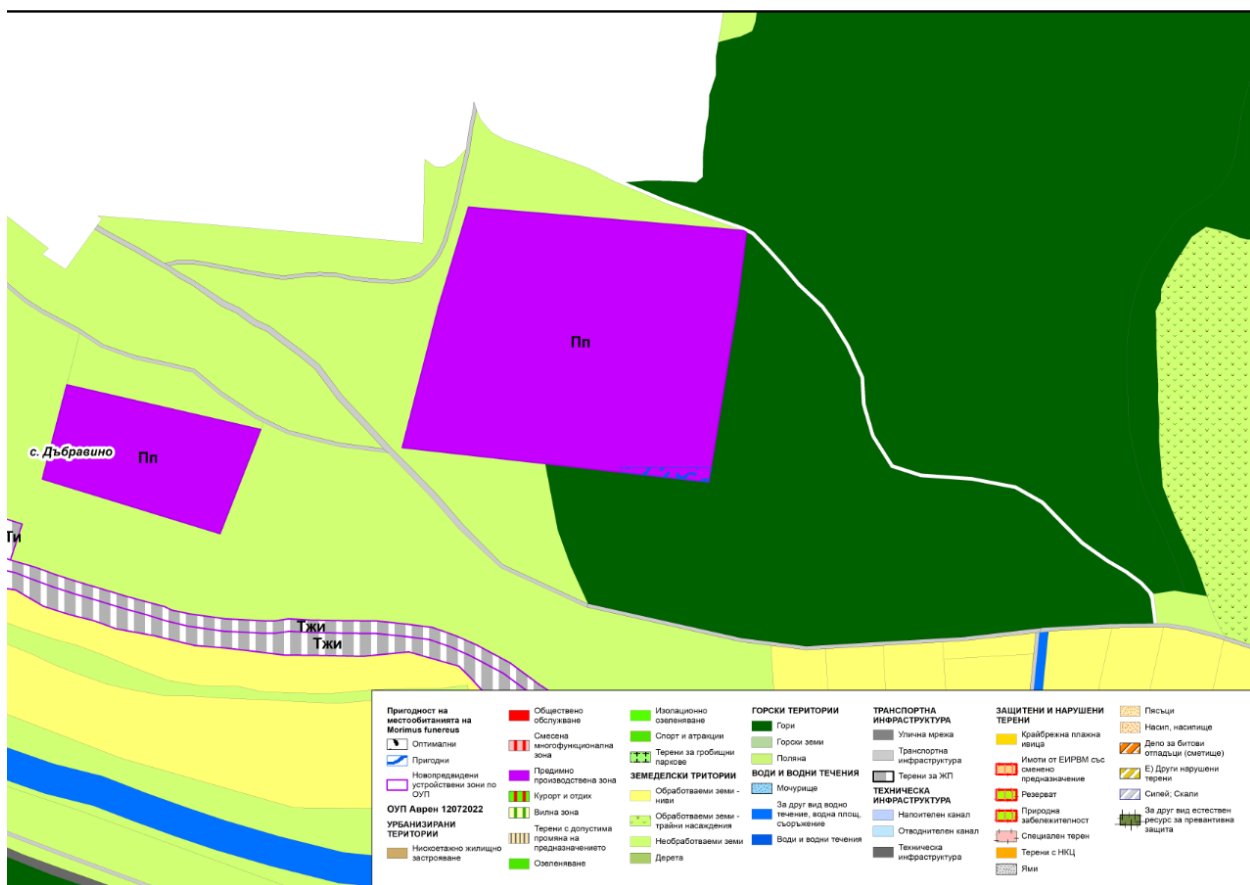 Пп
Пп
с. Дъбравино
Ти
Тжи
Тжи
Пригодност на
местообитанията на
Morimus funereus
Оптимални
Пригодни
Новопредвидени
устройствени зони по
ОУП
ОУП Аврен 12072022
УРБАНИЗИРАНИ
ТЕРИТОРИИ
Нискоетажно жилищно
застрояване
Обществено
обслужване
Смесена
многофункционална
зона
Предимно
производствена зона
Курорт и отдих
Вилна зона
Терени с допустима
промяна на
предназначението
Озеленяване
Изолационно
озеленяване
Спорт и атракции
Терени за гробищни
паркове
ЗЕМЕДЕЛСКИ ТРИТОРИИ
Обработваеми земи -
ниви
Обработваеми земи -
трайни насаждения
Необработваеми земи
Дерета
ГОРСКИ ТЕРИТОРИИ
Гори
Горски земи
Поляна
ВОДИ И ВОДНИ ТЕЧЕНИЯ
Мочурище
За друг вид водно
течение, водна площ,
съоръжение
Води и водни течения
ТРАНСПОРТНА
ИНФРАСТРУКТУРА
Улична мрежа
Транспортна
инфраструктура
Терени за ЖП
ТЕХНИЧЕСКА
ИНФРАСТРУКТУРА
Напоителен канал
Отводнителен канал
Техническа
инфраструктура
ЗАЩИТЕНИ И НАРУШЕНИ
ТЕРЕНИ
Крайбрежна плажна
ивица
Имоти от ЕИРВМ със
сменено
предназначение
Резерват
Природна
забележителност
Специален терен
Терени с НКЦ
Ями
Пясъци
Насип, насипище
Депо за битови
отпадъци (сметище)
Е) Други нарушени
терени
Сипей; Скали
За друг вид естествен
ресурс за превантивна
защита